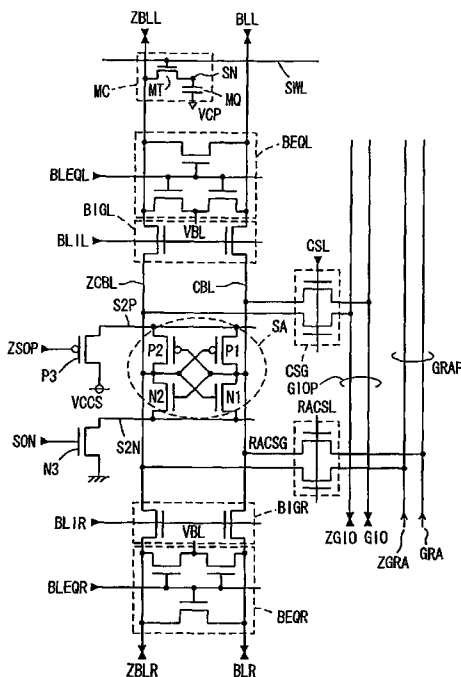 ZBLL BLL
SN
MC MT MQ SWL
VCP
BEQL
BLEQL
BIGL
VBL
BLIL
CSL
ZCBL CBL
S2P SA
ZSOP P2 P1 CSG
P3 GIOP GRAP
VCCS
RACSL
N2 N1
SON
S2N RACSG
N3
BIGR
BLIR VBL
ZGIO GIO
GRA
ZGRA
BLEQR
BEQR
ZBLR BLR